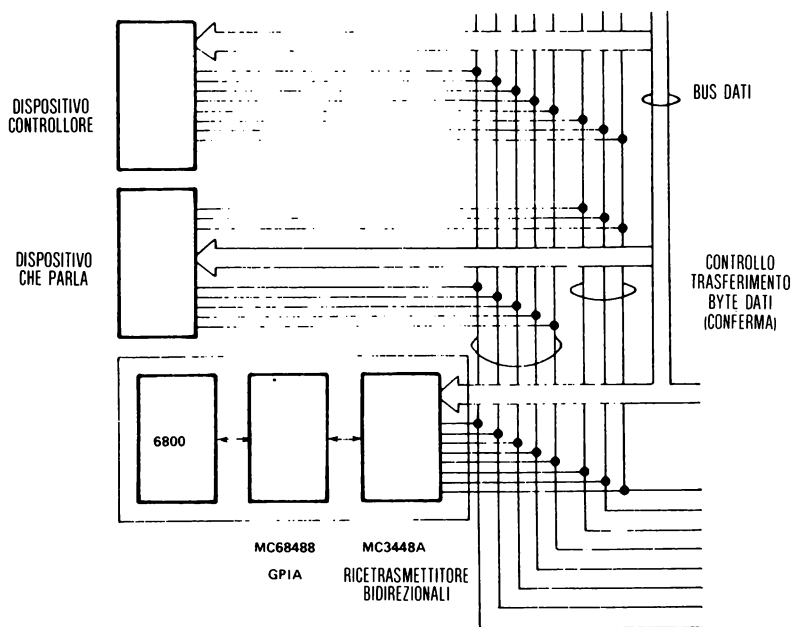 DISPOSITIVO
CONTROLLORE
BUS DATI
DISPOSITIVO
CHE PARLA
CONTROLLO
TRASFERIMENTO
BYTE DATI
(CONFERMA)
6800
MC68488
GPIA
MC3448A
RICETRASMETTITORE
BIDIREZIONALI